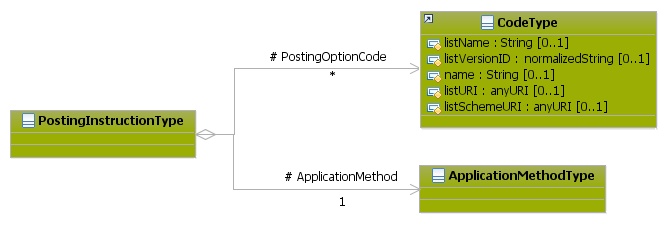 CodeType
listName : String [0..1]
listVersionID : normalizedString [0..1]
name : String [0..1]
listURI : anyURI [0..1]
listSchemeURI : anyURI [0..1]
# PostingOptionCode
*
PostingInstructionType
# ApplicationMethod
1
ApplicationMethodType